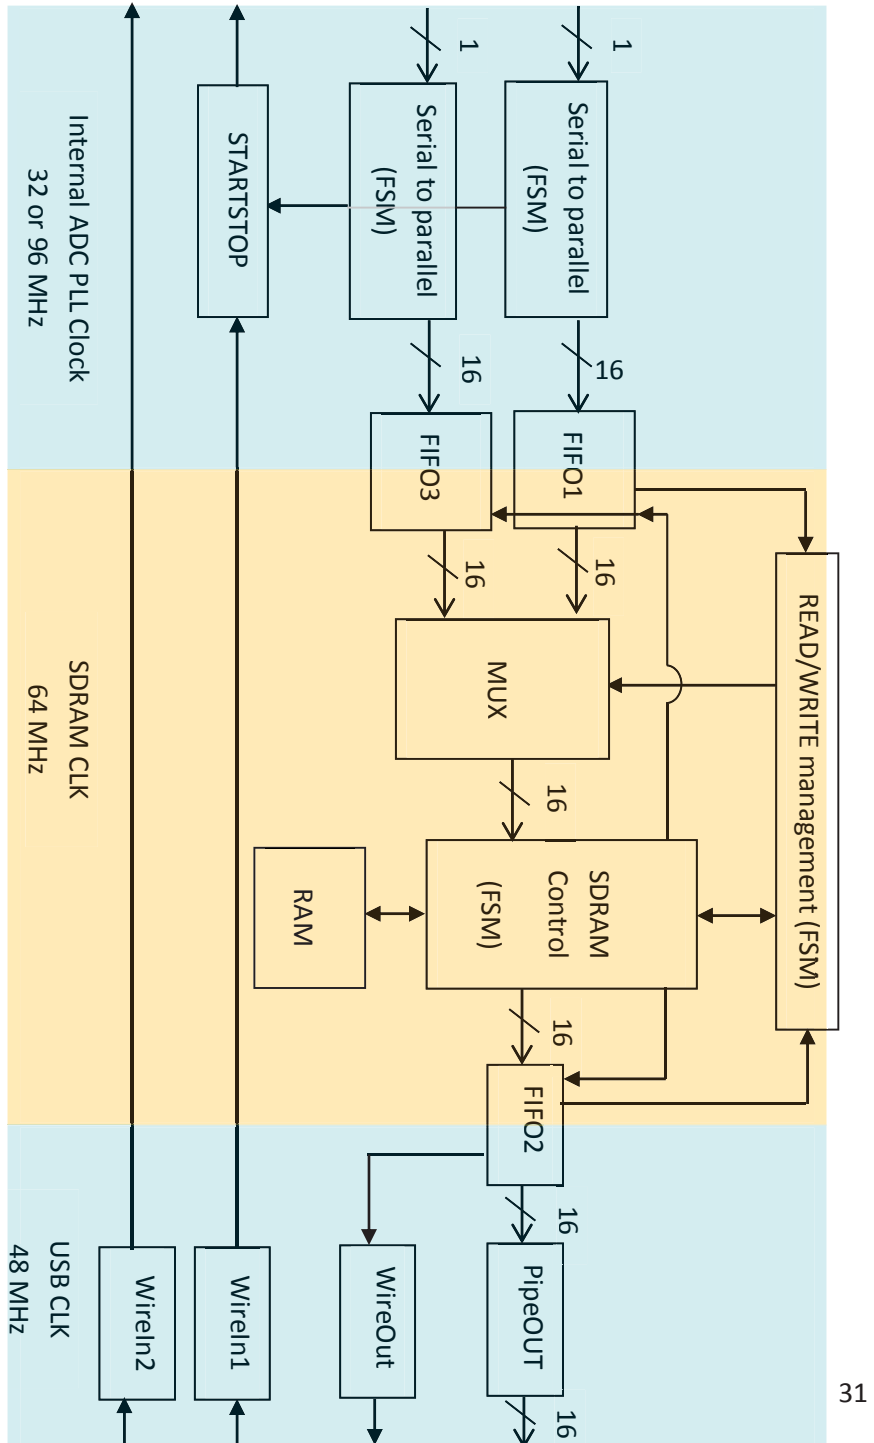 READ/WRITE management (FSM)
1
Serial to parallel
(FSM)
16
FIFO1
16
1
Serial to parallel
(FSM)
16
FIFO3
16
MUX
16
SDRAM
Control
(FSM)
16
FIFO2
16
PipeOUT
16
STARTSTOP
RAM
WireOut
WireIn1
WireIn2
Internal ADC PLL Clock
32 or 96 MHz
SDRAM CLK
64 MHz
USB CLK
48 MHz
31